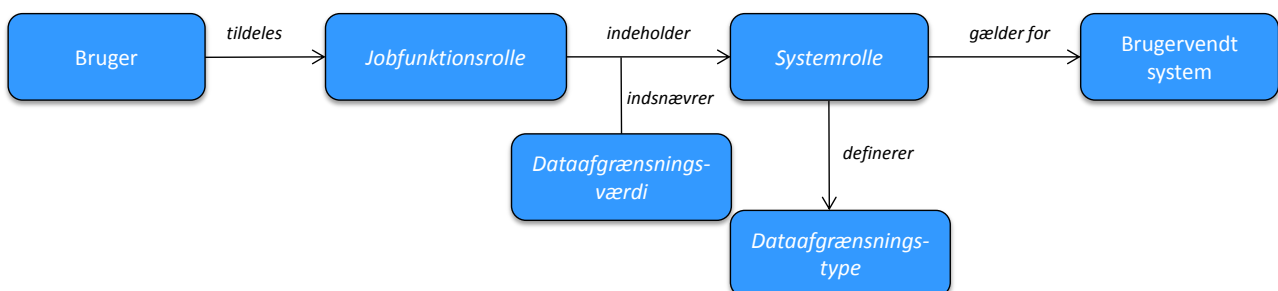 tildeles
indeholder
gælder for
Bruger
Jobfunktionsrolle
Systemrolle
Brugervendt
system
indsnævrer
definerer
Dataafgrænsnings-
værdi
Dataafgrænsnings-
type